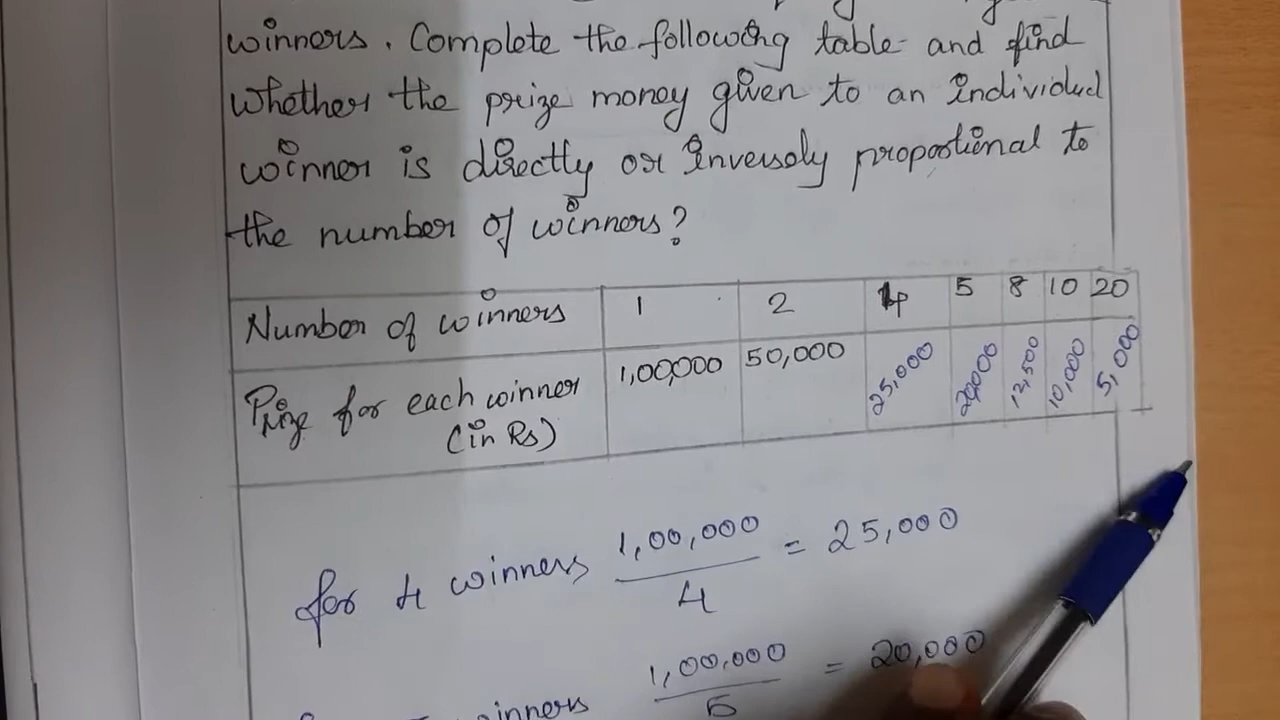 winners. Complete the following table and find
whether the prize money given to an individual
winner is directly or inversely proportional to
the number of winners?
Number of winners 1 2 4 5 8 10 20
Prize for each winner (in Rs) 1,00,000 50,000 25,000 20,000 12,500 10,000 5,000
for 4 winners 1,00,000 / 4 = 25,000
winners 1,00,000 / 5 = 20,000